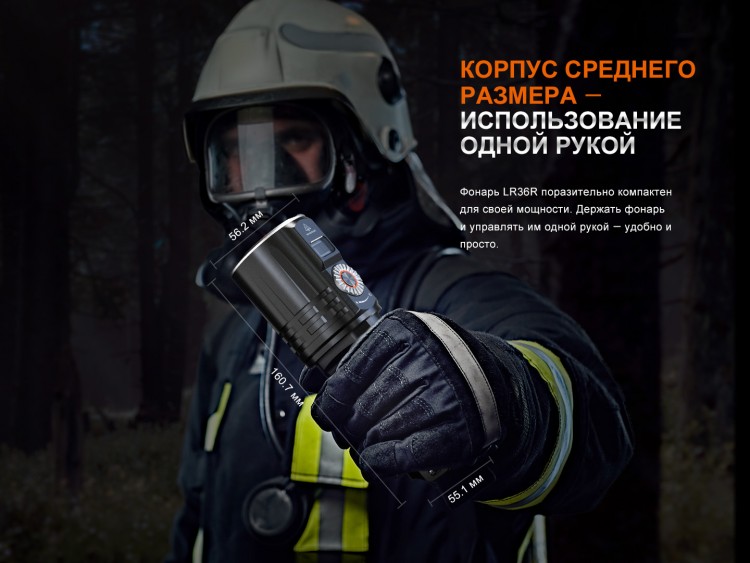 КОРПУС СРЕДНЕГО
РАЗМЕРА —
ИСПОЛЬЗОВАНИЕ
ОДНОЙ РУКОЙ
Фонарь LR36R поразительно компактен
для своей мощности. Держать фонарь
и управлять им одной рукой — удобно и
просто.
56.2 мм
160.7 мм
55.1 мм